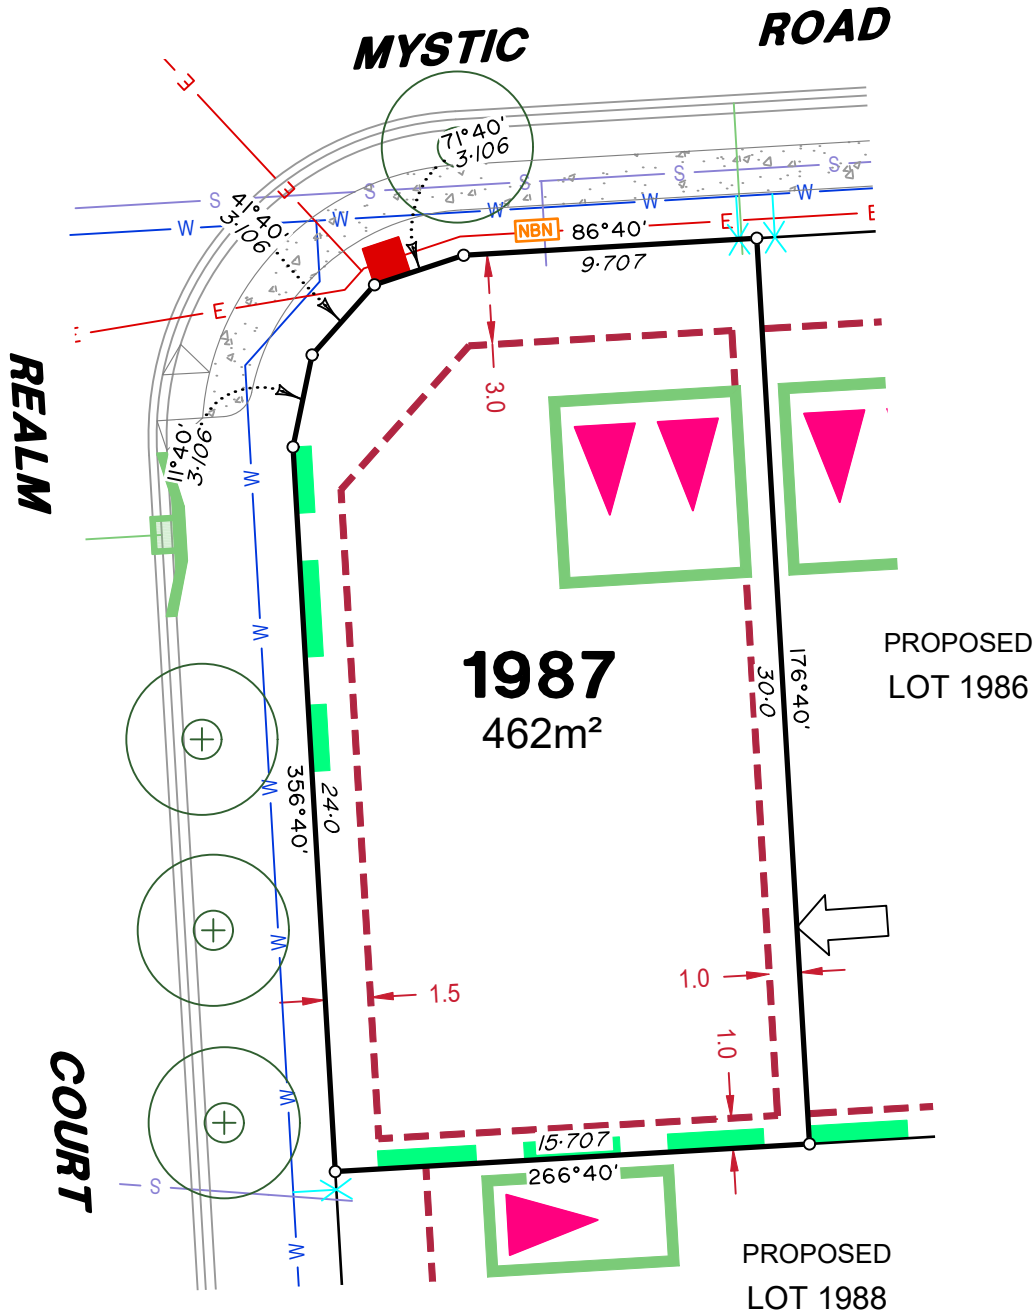 MYSTIC ROAD
71°40'
3·106
E
E
S
S
S
S
41°40'
3·106
W
W
W
W
W
NBN
86°40'
9·707
E
E
E
E
REALM
3.0
11°40'
3·106
W
W
PROPOSED
LOT 1986
1987
462m²
30·0
176°40'
356°40'
24·0
W
W
1.5
1.0
1.0
COURT
W
S
15·707
266°40'
W
PROPOSED
LOT 1988